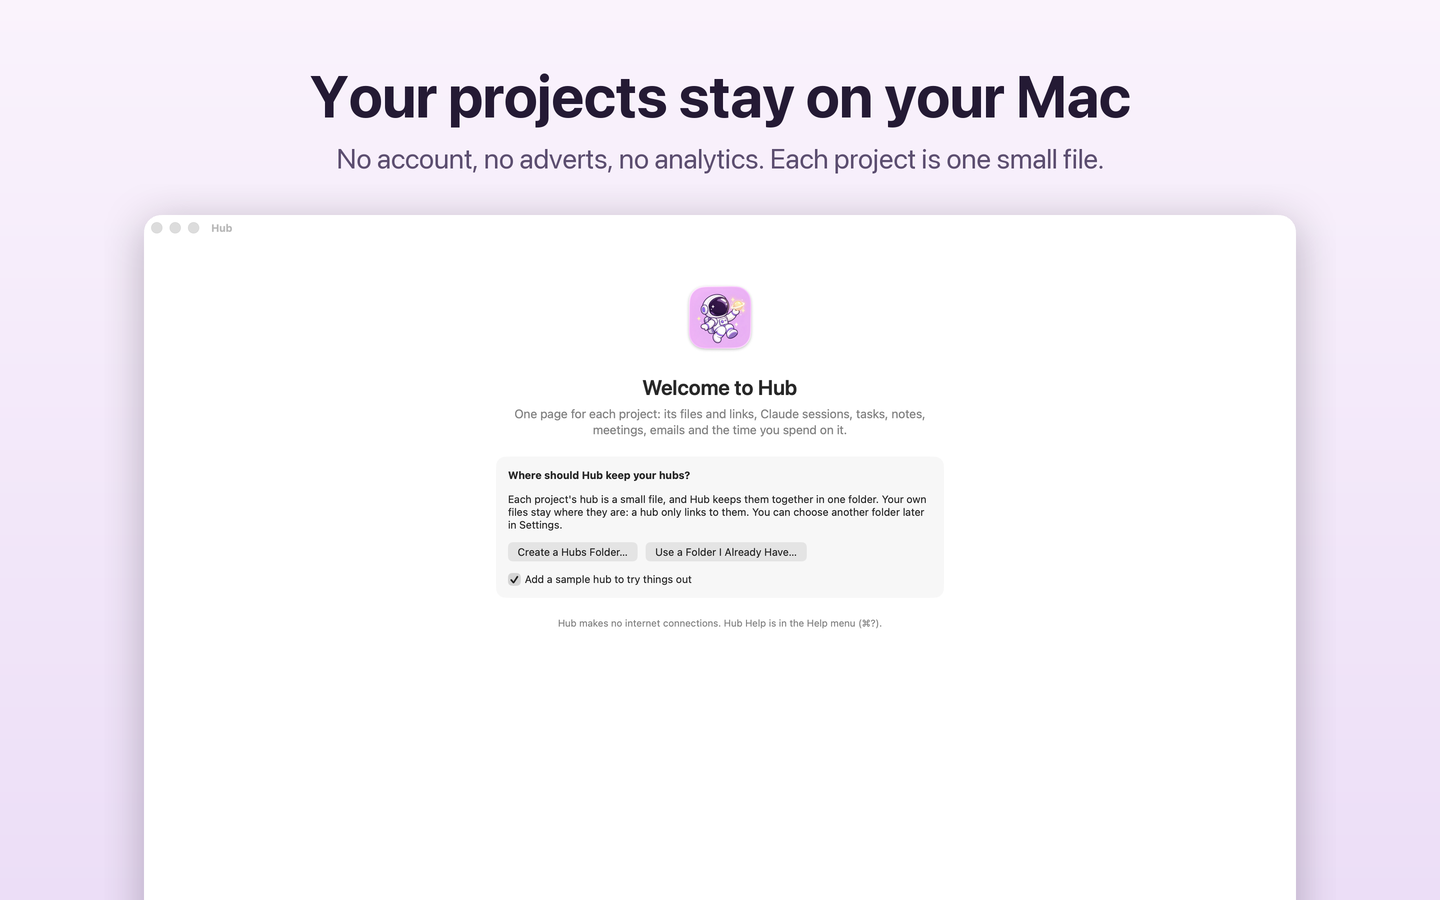 Your projects stay on your Mac
No account, no adverts, no analytics. Each project is one small file.
Hub
Welcome to Hub
One page for each project: its files and links, Claude sessions, tasks, notes,
meetings, emails and the time you spend on it.
Where should Hub keep your hubs?
Each project's hub is a small file, and Hub keeps them together in one folder. Your own
files stay where they are: a hub only links to them. You can choose another folder later
in Settings.
Create a Hubs Folder...
Use a Folder I Already Have...
Add a sample hub to try things out
Hub makes no internet connections. Hub Help is in the Help menu (⌘?).